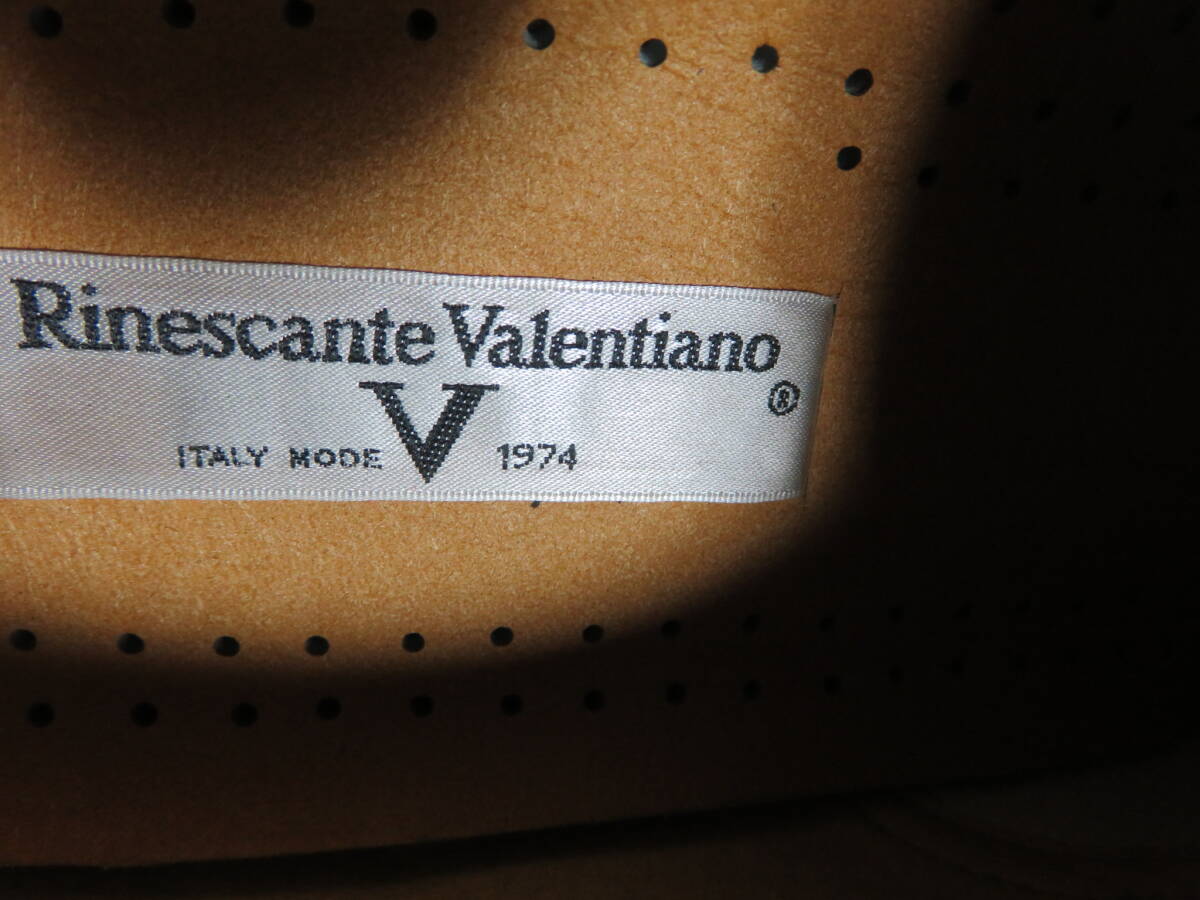 Rinescante Valentiano ®
ITALY MODE V 1974